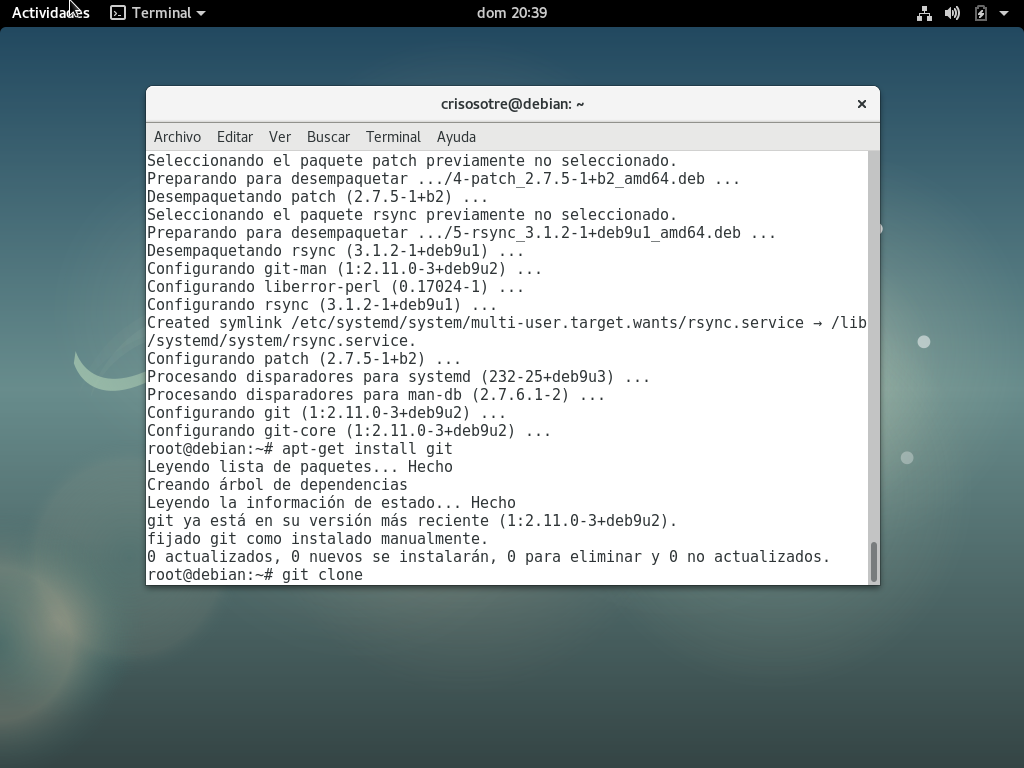 Actividades Terminal dom 20:39
crisosotre@debian: ~
Archivo Editar Ver Buscar Terminal Ayuda
Seleccionando el paquete patch previamente no seleccionado.
Preparando para desempaquetar .../4-patch_2.7.5-1+b2_amd64.deb ...
Desempaquetando patch (2.7.5-1+b2) ...
Seleccionando el paquete rsync previamente no seleccionado.
Preparando para desempaquetar .../5-rsync_3.1.2-1+deb9u1_amd64.deb ...
Desempaquetando rsync (3.1.2-1+deb9u1) ...
Configurando git-man (1:2.11.0-3+deb9u2) ...
Configurando liberror-perl (0.17024-1) ...
Configurando rsync (3.1.2-1+deb9u1) ...
Created symlink /etc/systemd/system/multi-user.target.wants/rsync.service → /lib
/systemd/system/rsync.service.
Configurando patch (2.7.5-1+b2) ...
Procesando disparadores para systemd (232-25+deb9u3) ...
Procesando disparadores para man-db (2.7.6.1-2) ...
Configurando git (1:2.11.0-3+deb9u2) ...
Configurando git-core (1:2.11.0-3+deb9u2) ...
root@debian:~# apt-get install git
Leyendo lista de paquetes... Hecho
Creando árbol de dependencias
Leyendo la información de estado... Hecho
git ya está en su versión más reciente (1:2.11.0-3+deb9u2).
fijado git como instalado manualmente.
0 actualizados, 0 nuevos se instalarán, 0 para eliminar y 0 no actualizados.
root@debian:~# git clone